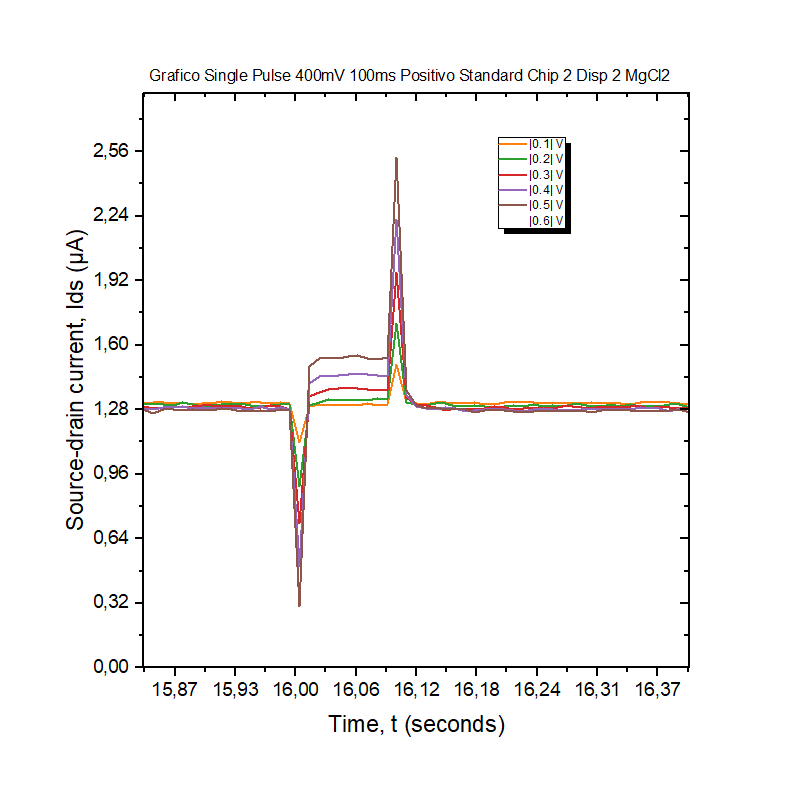 Grafico Single Pulse 400mV 100ms Positivo Standard Chip 2 Disp 2 MgCl2
|0.1| V
|0.2| V
|0.3| V
|0.4| V
|0.5| V
|0.6| V
Source-drain current, Ids (µA)
2,56
2,24
1,92
1,60
1,28
0,96
0,64
0,32
0,00
15,87 15,93 16,00 16,06 16,12 16,18 16,24 16,31 16,37
Time, t (seconds)